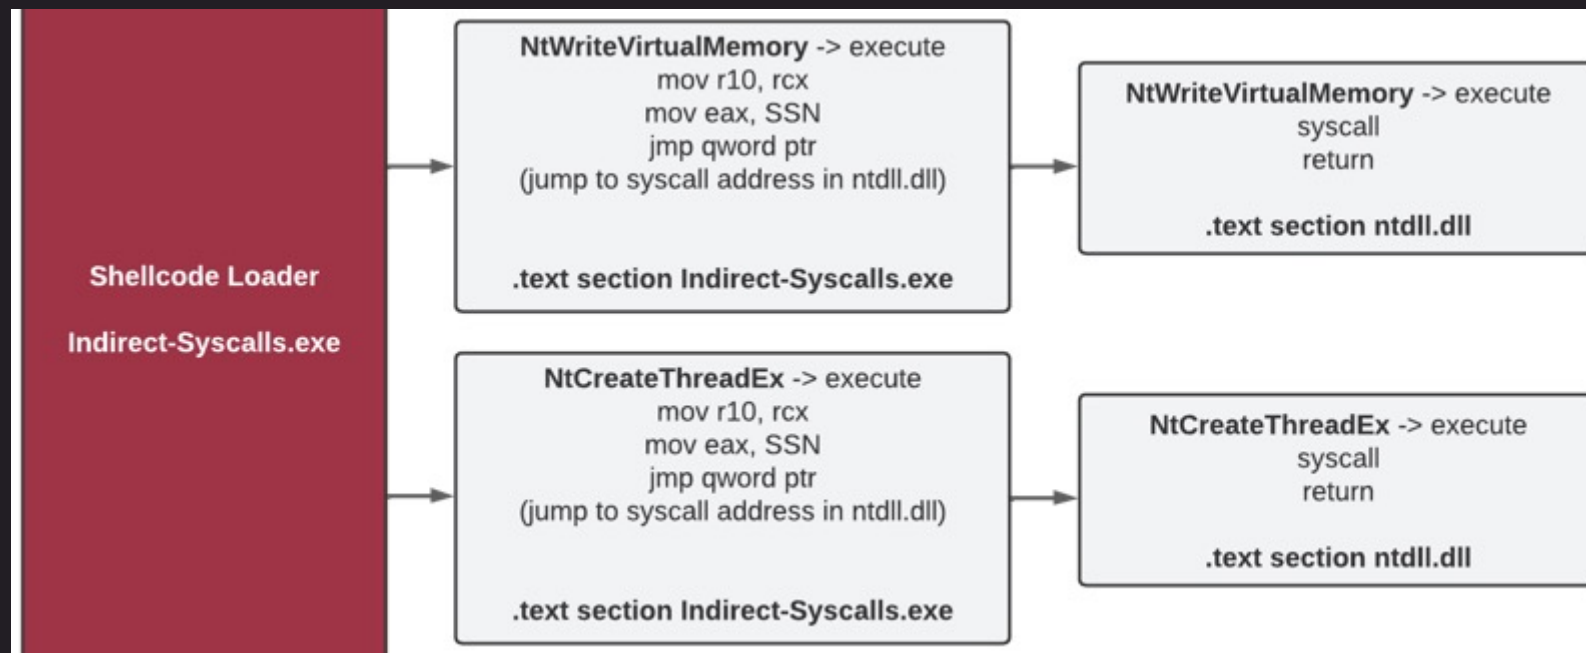 Shellcode Loader
Indirect-Syscalls.exe
NtWriteVirtualMemory -> execute
mov r10, rcx
mov eax, SSN
jmp qword ptr
(jump to syscall address in ntdll.dll)
.text section Indirect-Syscalls.exe
NtWriteVirtualMemory -> execute
syscall
return
.text section ntdll.dll
NtCreateThreadEx -> execute
mov r10, rcx
mov eax, SSN
jmp qword ptr
(jump to syscall address in ntdll.dll)
.text section Indirect-Syscalls.exe
NtCreateThreadEx -> execute
syscall
return
.text section ntdll.dll